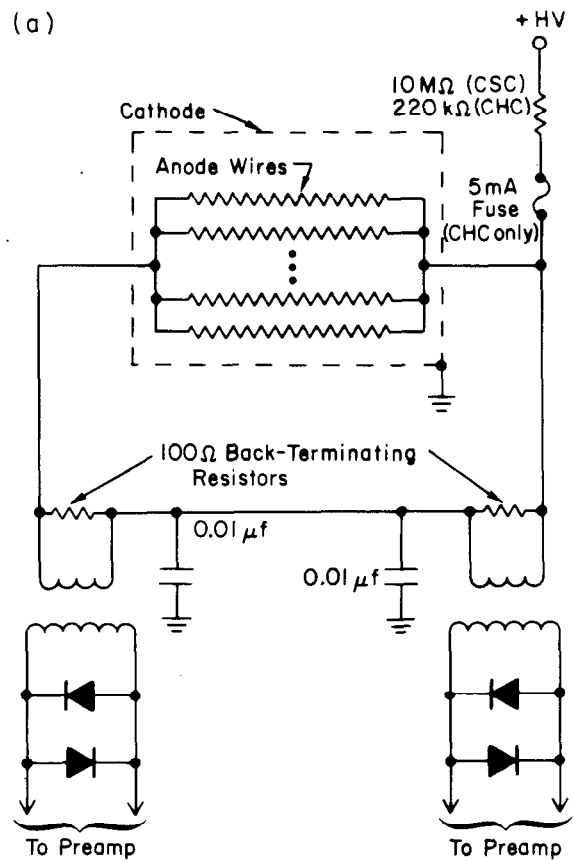 (a)
+ HV
10MΩ (CSC)
220 kΩ (CHC)
Cathode
Anode Wires
5mA
Fuse
(CHC only)
100Ω Back-Terminating
Resistors
0.01 μf
0.01 μf
To Preamp
To Preamp